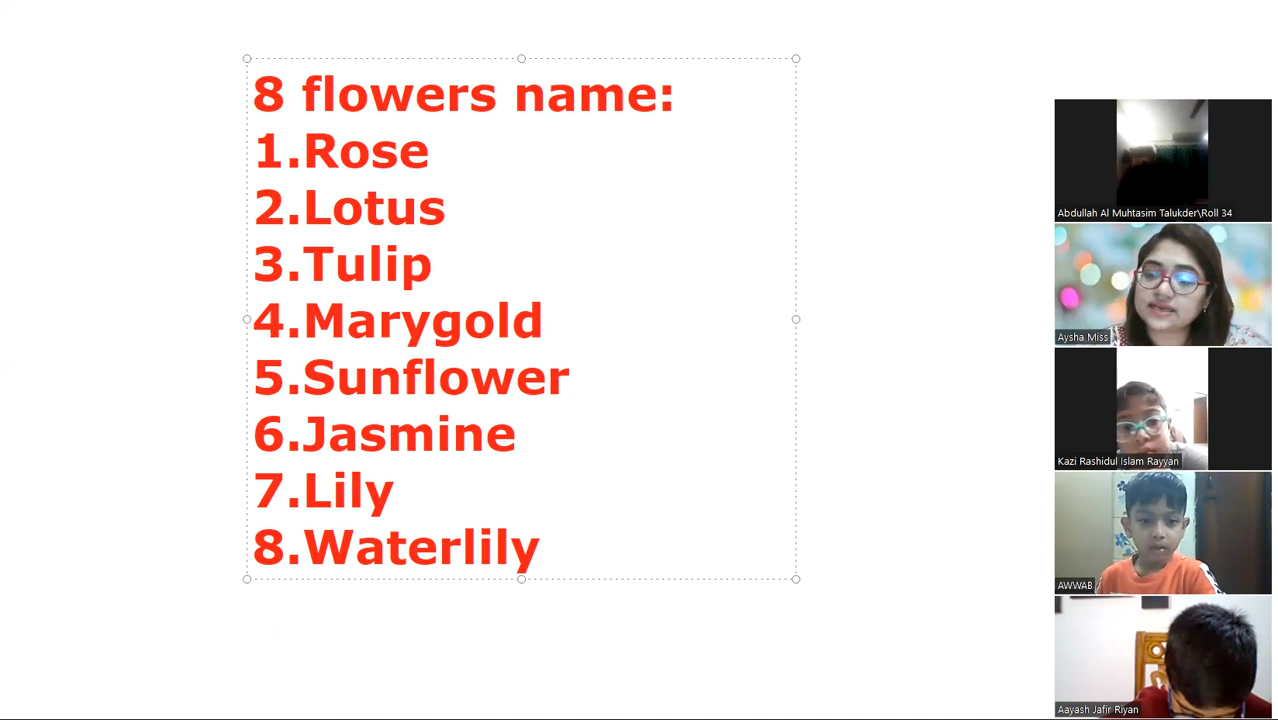 8 flowers name:
1.Rose
2.Lotus
3.Tulip
4.Marygold
5.Sunflower
6.Jasmine
7.Lily
8.Waterlily
Abdullah Al Muhtasim Talukder\Roll 34
Aysha Miss
Kazi Rashidul Islam Rayyan
AWWAB
Aayash Jafir Riyan